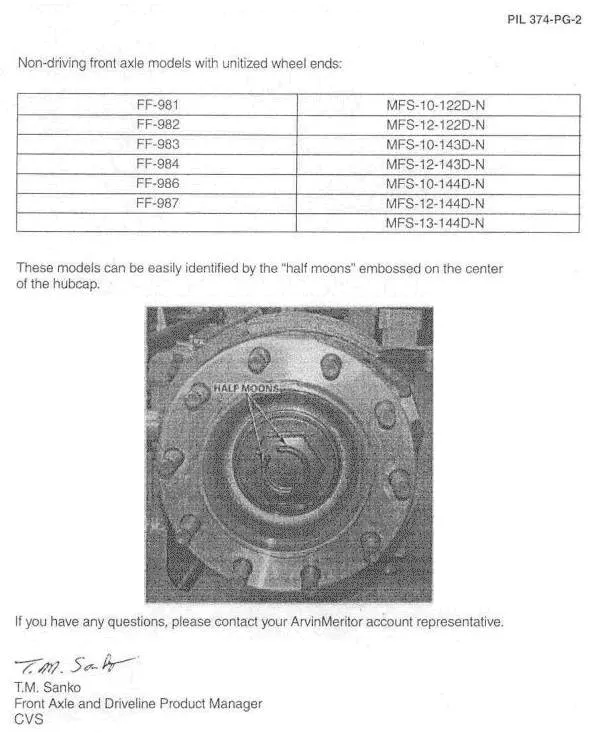 PIL 374-PG-2
Non-driving front axle models with unitized wheel ends:
FF-981 MFS-10-122D-N
FF-982 MFS-12-122D-N
FF-983 MFS-10-143D-N
FF-984 MFS-12-143D-N
FF-986 MFS-10-144D-N
FF-987 MFS-12-144D-N
MFS-13-144D-N
These models can be easily identified by the "half moons" embossed on the center
of the hubcap.
HALF MOONS
If you have any questions, please contact your ArvinMeritor account representative.
T.M. Sanko
T.M. Sanko
Front Axle and Driveline Product Manager
CVS